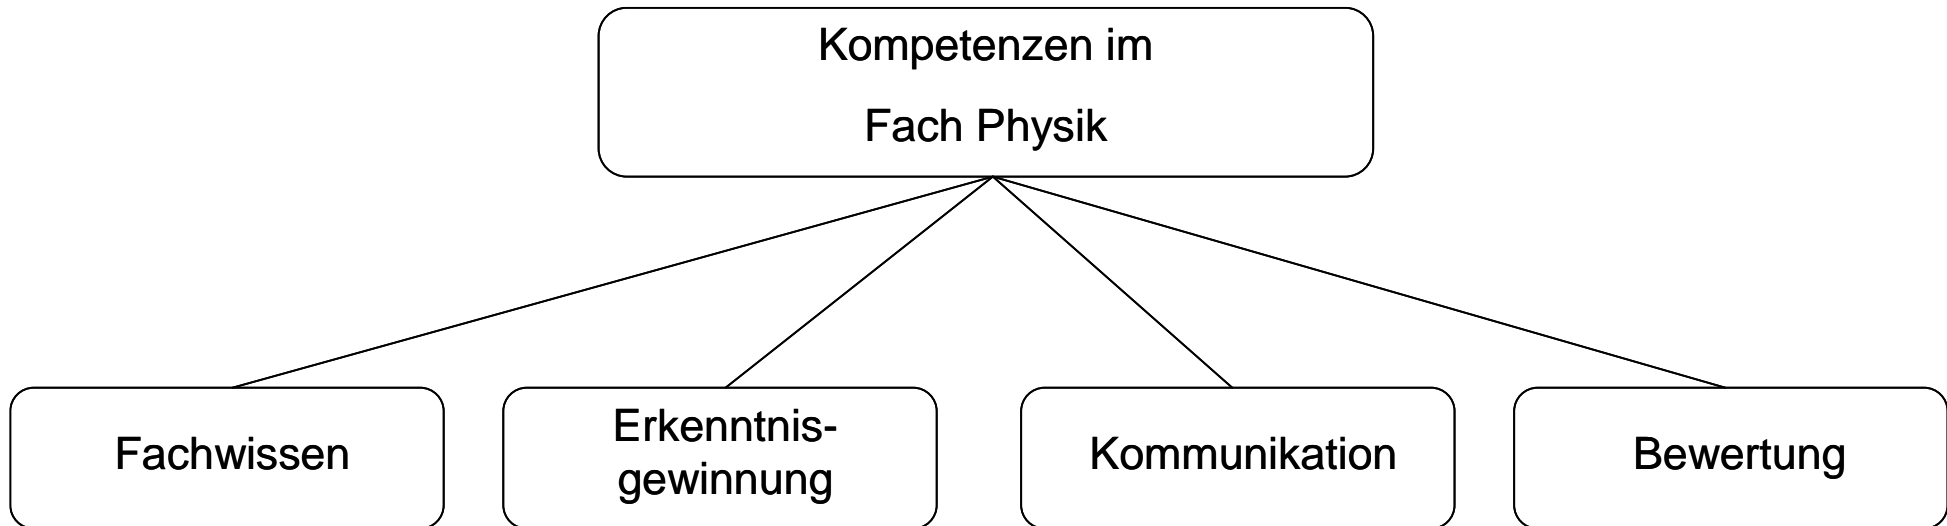 Kompetenzen im
Fach Physik
Fachwissen
Erkenntnis-
gewinnung
Kommunikation
Bewertung